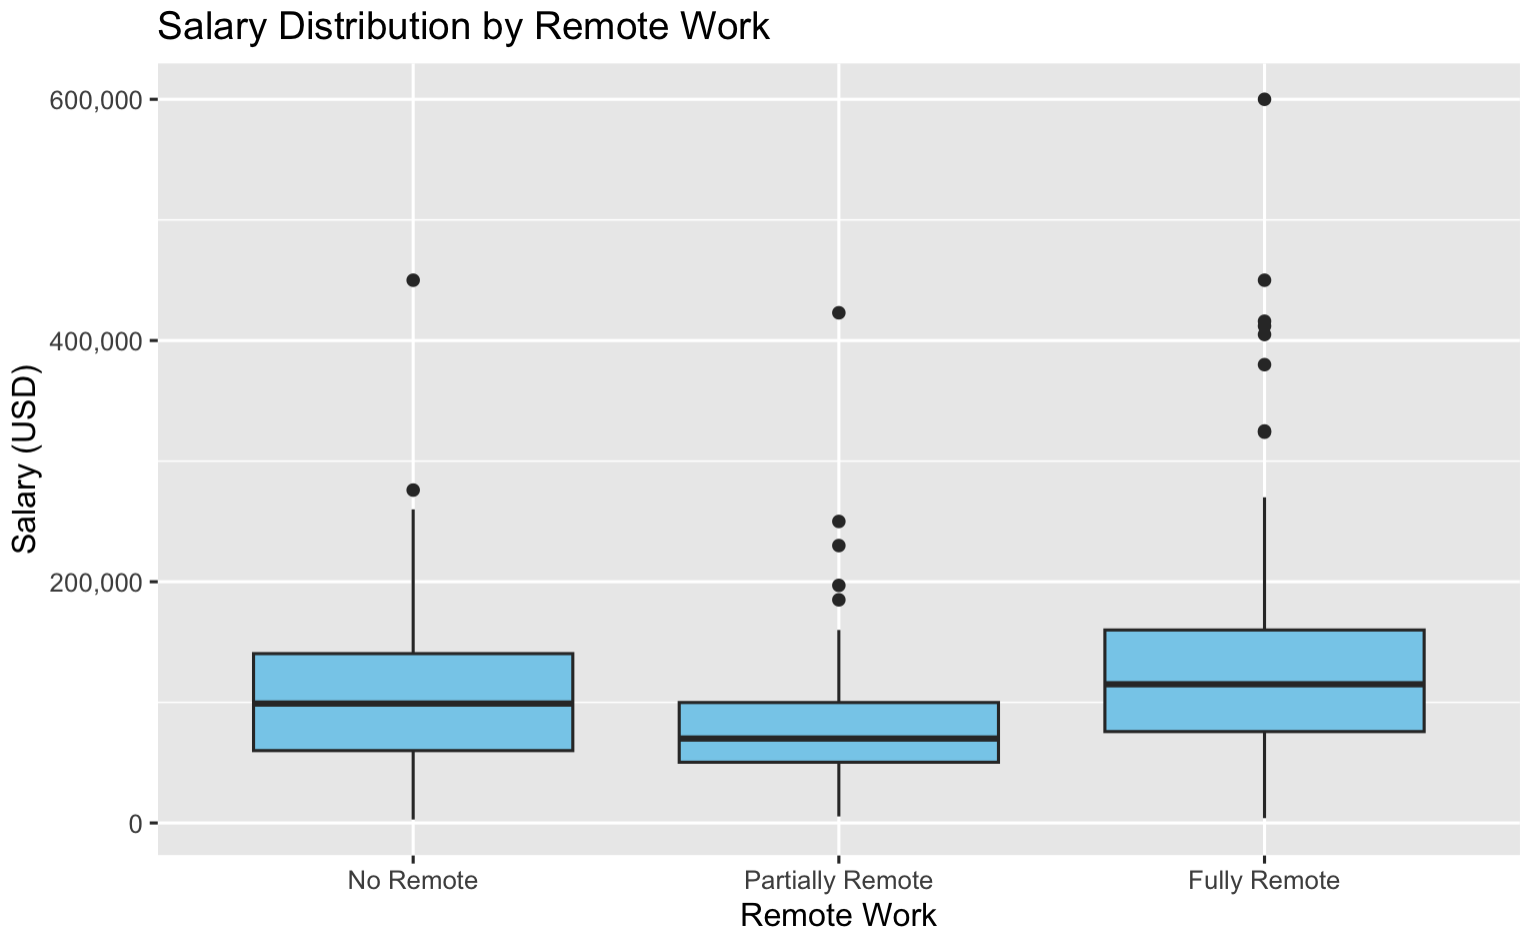 Salary Distribution by Remote Work
600,000
400,000
200,000
0
Salary (USD)
No Remote
Partially Remote
Fully Remote
Remote Work